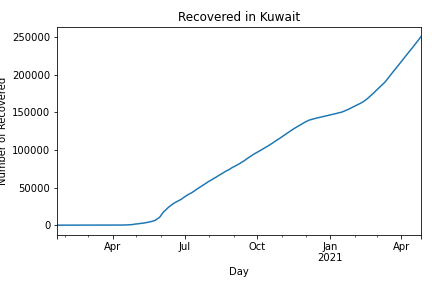 Recovered in Kuwait
Number of Recovered
250000
200000
150000
100000
50000
0
Apr Jul Oct Jan Apr
2021
Day